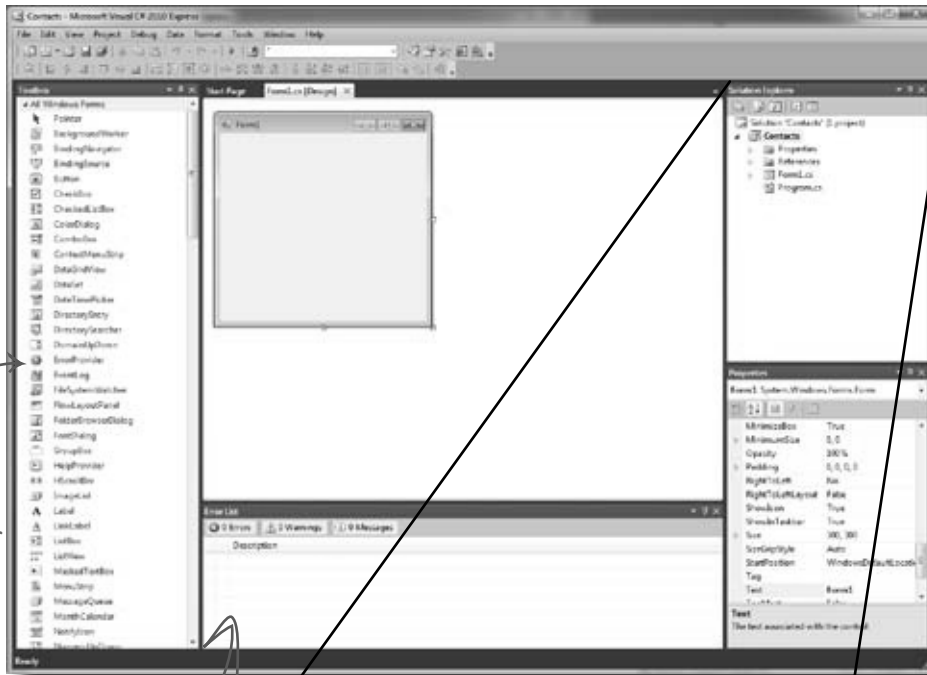 Contacts - Microsoft Visual C# 2010 Express
File Edit View Project Debug Data Format Tools Window Help
Toolbox
All Windows Forms
Pointer
BackgroundWorker
BindingNavigator
BindingSource
Button
CheckBox
CheckedListBox
ColorDialog
ComboBox
ContextMenuStrip
DataGridView
DataSet
DateTimePicker
DirectoryEntry
DirectorySearcher
DomainUpDown
ErrorProvider
EventLog
FileSystemWatcher
FlowLayoutPanel
FolderBrowserDialog
FontDialog
GroupBox
HelpProvider
HScrollBar
ImageList
Label
LinkLabel
ListBox
ListView
MaskedTextBox
MenuStrip
MessageQueue
MonthCalendar
NotifyIcon
Start Page Form1.cs [Design]
Form1
Error List
0 Errors 0 Warnings 0 Messages
Description
Solution Explorer
Solution 'Contacts' (1 project)
Contacts
Properties
References
Form1.cs
Program.cs
Properties
Form1 System.Windows.Forms.Form
MinimizeBox True
MinimumSize 0, 0
Opacity 100%
Padding 0, 0, 0, 0
RightToLeft No
RightToLeftLayout False
ShowIcon True
ShowInTaskbar True
Size 300, 300
SizeGripStyle Auto
StartPosition WindowsDefaultLocati
Tag
Text Form1
Text
The text associated with the control.
Ready